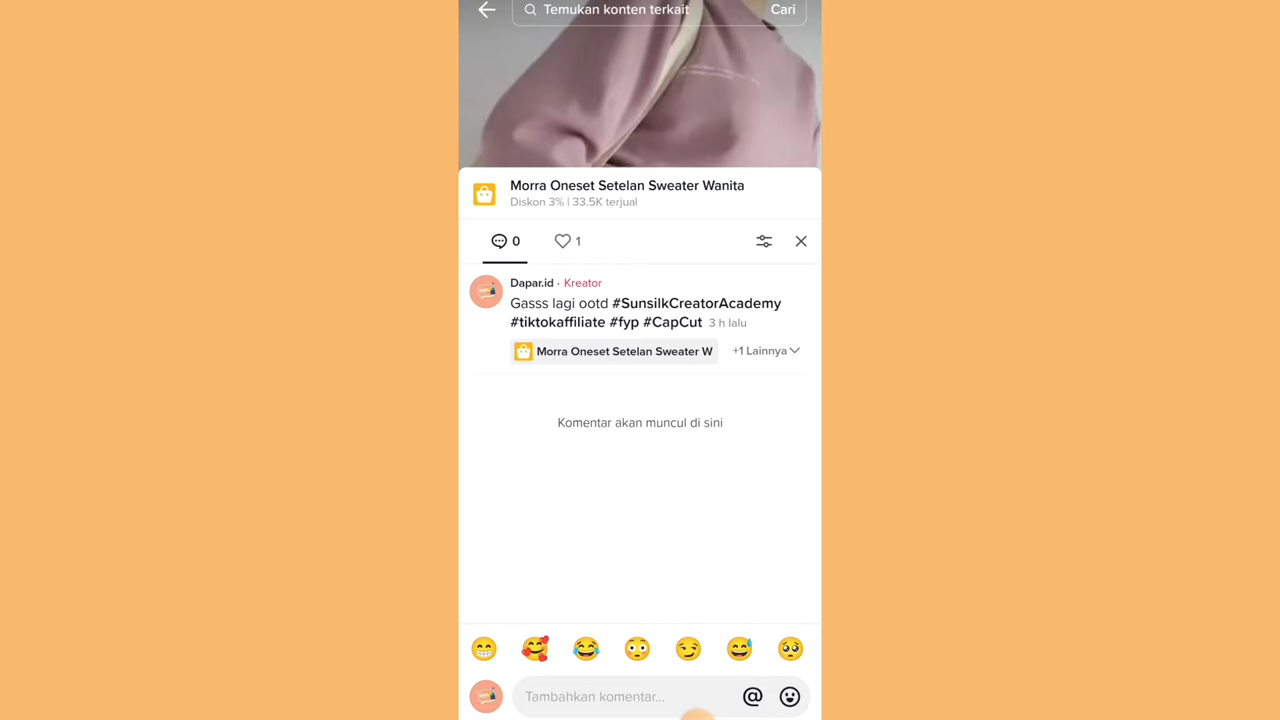 Temukan konten terkait
Cari
Morra Oneset Setelan Sweater Wanita
Diskon 3% | 33.5K terjual
0
1
Dapar.id · Kreator
Gasss lagi ootd #SunsilkCreatorAcademy
#tiktokaffiliate #fyp #CapCut 3 h lalu
Morra Oneset Setelan Sweater W
+1 Lainnya
Komentar akan muncul di sini
Tambahkan komentar...
@